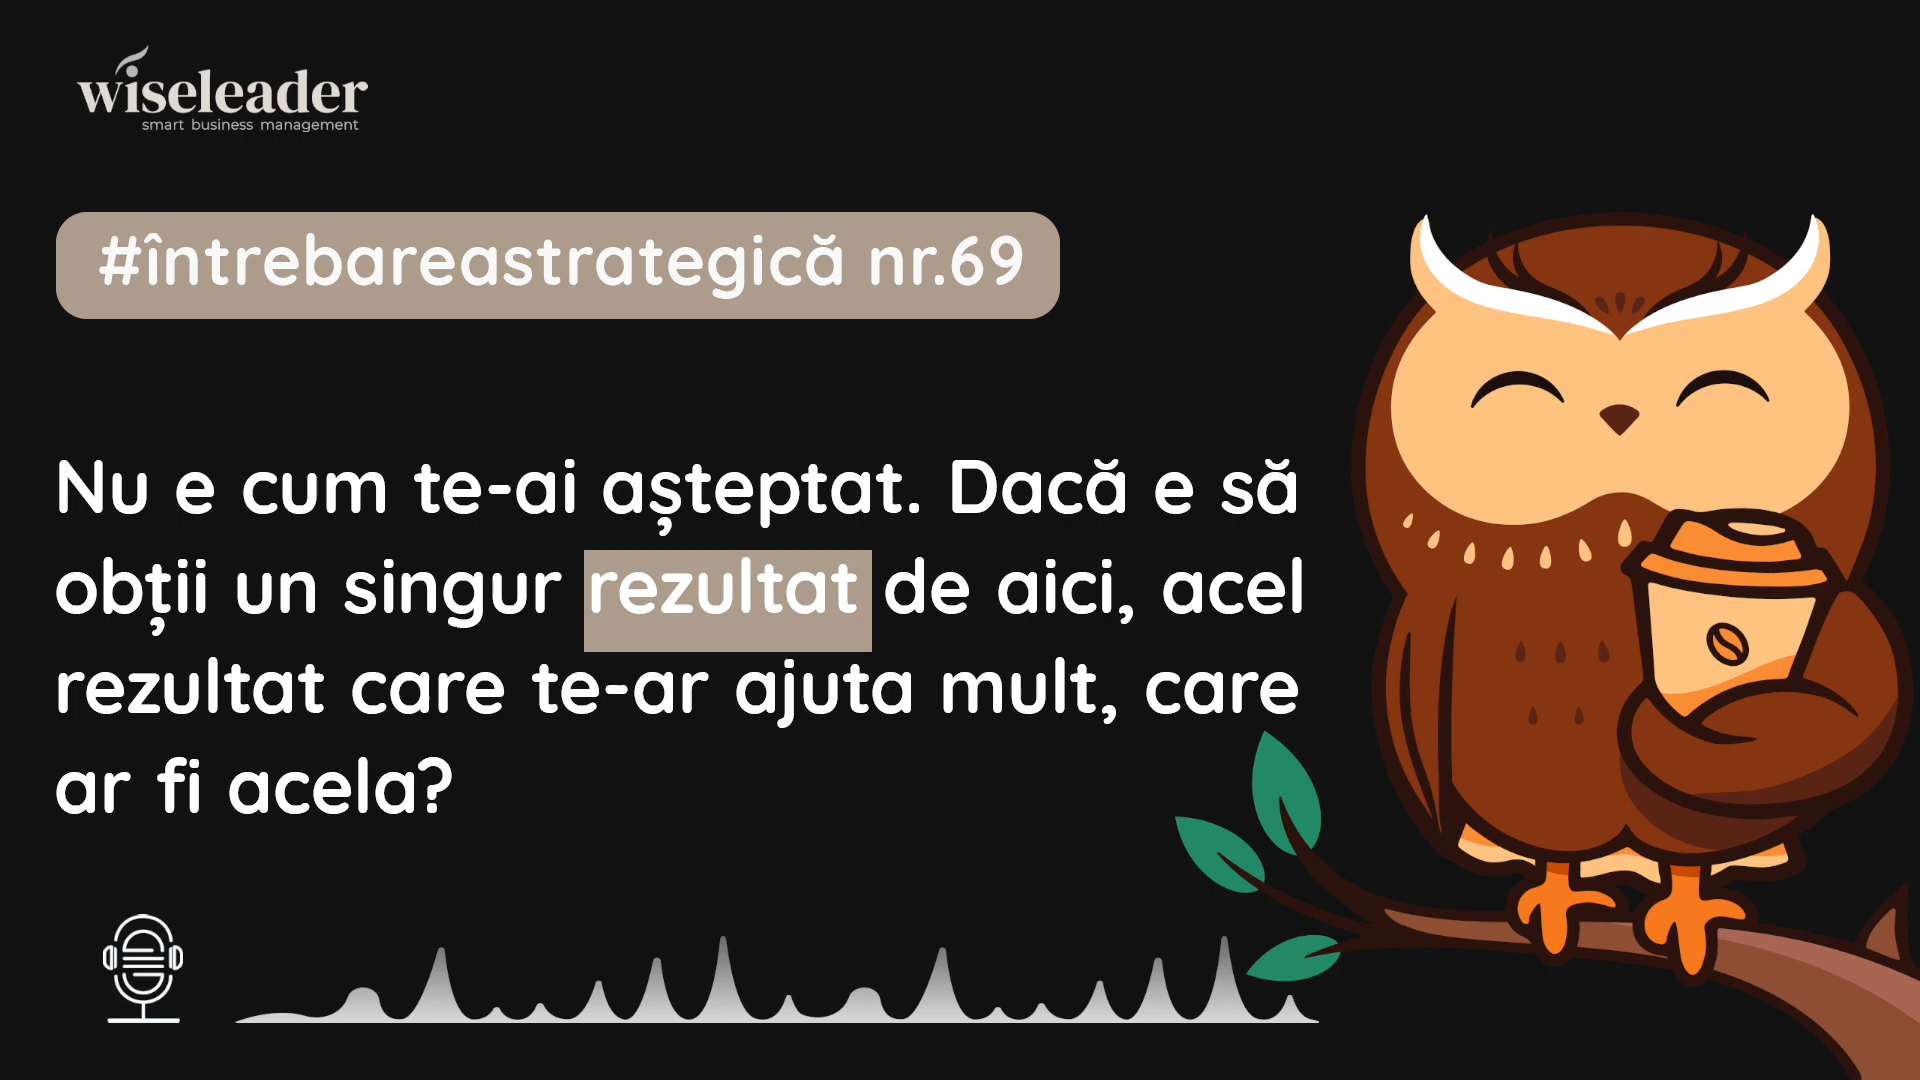 wiseleader
smart business management
#întrebareastrategică nr.69
Nu e cum te-ai așteptat. Dacă e să
obții un singur rezultat de aici, acel
rezultat care te-ar ajuta mult, care
ar fi acela?